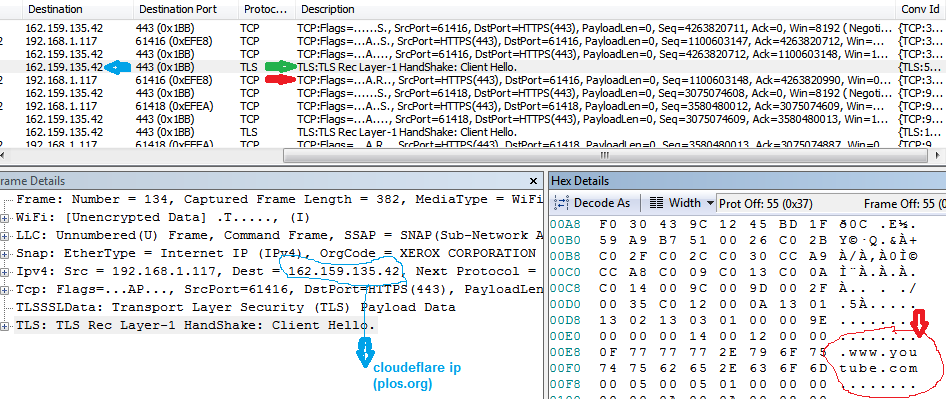 Destination Destination Port Protoc... Description Conv Id
162.159.135.42 443 (0x1BB) TCP TCP:Flags=......S., SrcPort=61416, DstPort=HTTPS(443), PayloadLen=0, Seq=4263820711, Ack=0, Win=8192 ( Negoti... {TCP:3...
192.168.1.117 61416 (0xEFE8) TCP TCP:Flags=...A..S., SrcPort=HTTPS(443), DstPort=61416, PayloadLen=0, Seq=1100603147, Ack=4263820712, Win=1... {TCP:3...
162.159.135.42 443 (0x1BB) TCP TCP:Flags=...A...., SrcPort=61416, DstPort=HTTPS(443), PayloadLen=0, Seq=4263820712, Ack=1100603148, Win=1... {TCP:3...
162.159.135.42 443 (0x1BB) TLS TLS:TLS Rec Layer-1 HandShake: Client Hello. {TLS:5...
192.168.1.117 61416 (0xEFE8) TCP TCP:Flags=...A.R.., SrcPort=HTTPS(443), DstPort=61416, PayloadLen=0, Seq=1100603148, Ack=4263820990, Win=0... {TCP:3...
162.159.135.42 443 (0x1BB) TCP TCP:Flags=......S., SrcPort=61418, DstPort=HTTPS(443), PayloadLen=0, Seq=3075074608, Ack=0, Win=8192 ( Negoti... {TCP:9...
192.168.1.117 61418 (0xEFEA) TCP TCP:Flags=...A..S., SrcPort=HTTPS(443), DstPort=61418, PayloadLen=0, Seq=3580480012, Ack=3075074609, Win=1... {TCP:9...
162.159.135.42 443 (0x1BB) TCP TCP:Flags=...A...., SrcPort=61418, DstPort=HTTPS(443), PayloadLen=0, Seq=3075074609, Ack=3580480013, Win=1... {TCP:9...
162.159.135.42 443 (0x1BB) TLS TLS:TLS Rec Layer-1 HandShake: Client Hello. {TLS:1...
192.168.1.117 61418 (0xEFEA) TCP TCP:Flags=...A.R.., SrcPort=HTTPS(443), DstPort=61418, PayloadLen=0, Seq=3580480013, Ack=3075074887, Win=0... {TCP:9...
rame Details
Frame: Number = 134, Captured Frame Length = 382, MediaType = WiFi
WiFi: [Unencrypted Data] .T....., (I)
LLC: Unnumbered(U) Frame, Command Frame, SSAP = SNAP(Sub-Network A
Snap: EtherType = Internet IP (IPv4), OrgCode = XEROX CORPORATION
Ipv4: Src = 192.168.1.117, Dest = 162.159.135.42 Next Protocol =
Tcp: Flags=...AP..., SrcPort=61416, DstPort=HTTPS(443), PayloadLen
TLSSSLData: Transport Layer Security (TLS) Payload Data
TLS: TLS Rec Layer-1 HandShake: Client Hello.
cloudeflare ip
(plos.org)
Hex Details
Decode As Width Prot Off: 55 (0x37) Frame Off: 55 (0
00A8 F0 30 43 9C 12 45 BD 1F ð0C.E½.
00B0 59 A9 B7 51 00 26 C0 2B Y©·Q.&À+
00B8 C0 2F C0 2C C0 30 CC A9 À/À,À0Ì©
00C0 CC A8 C0 09 C0 13 C0 0A Ì¨À.À.À.
00C8 C0 14 00 9C 00 9D 00 2F À...../
00D0 00 35 C0 12 00 0A 13 01 .5À.....
00D8 13 02 13 03 01 00 00 9E ........
00E0 00 00 00 14 00 12 00 00 ........
00E8 0F 77 77 77 2E 79 6F 75 .www.you
00F0 74 75 62 65 2E 63 6F 6D tube.com
00F8 00 05 00 05 01 00 00 00 ........